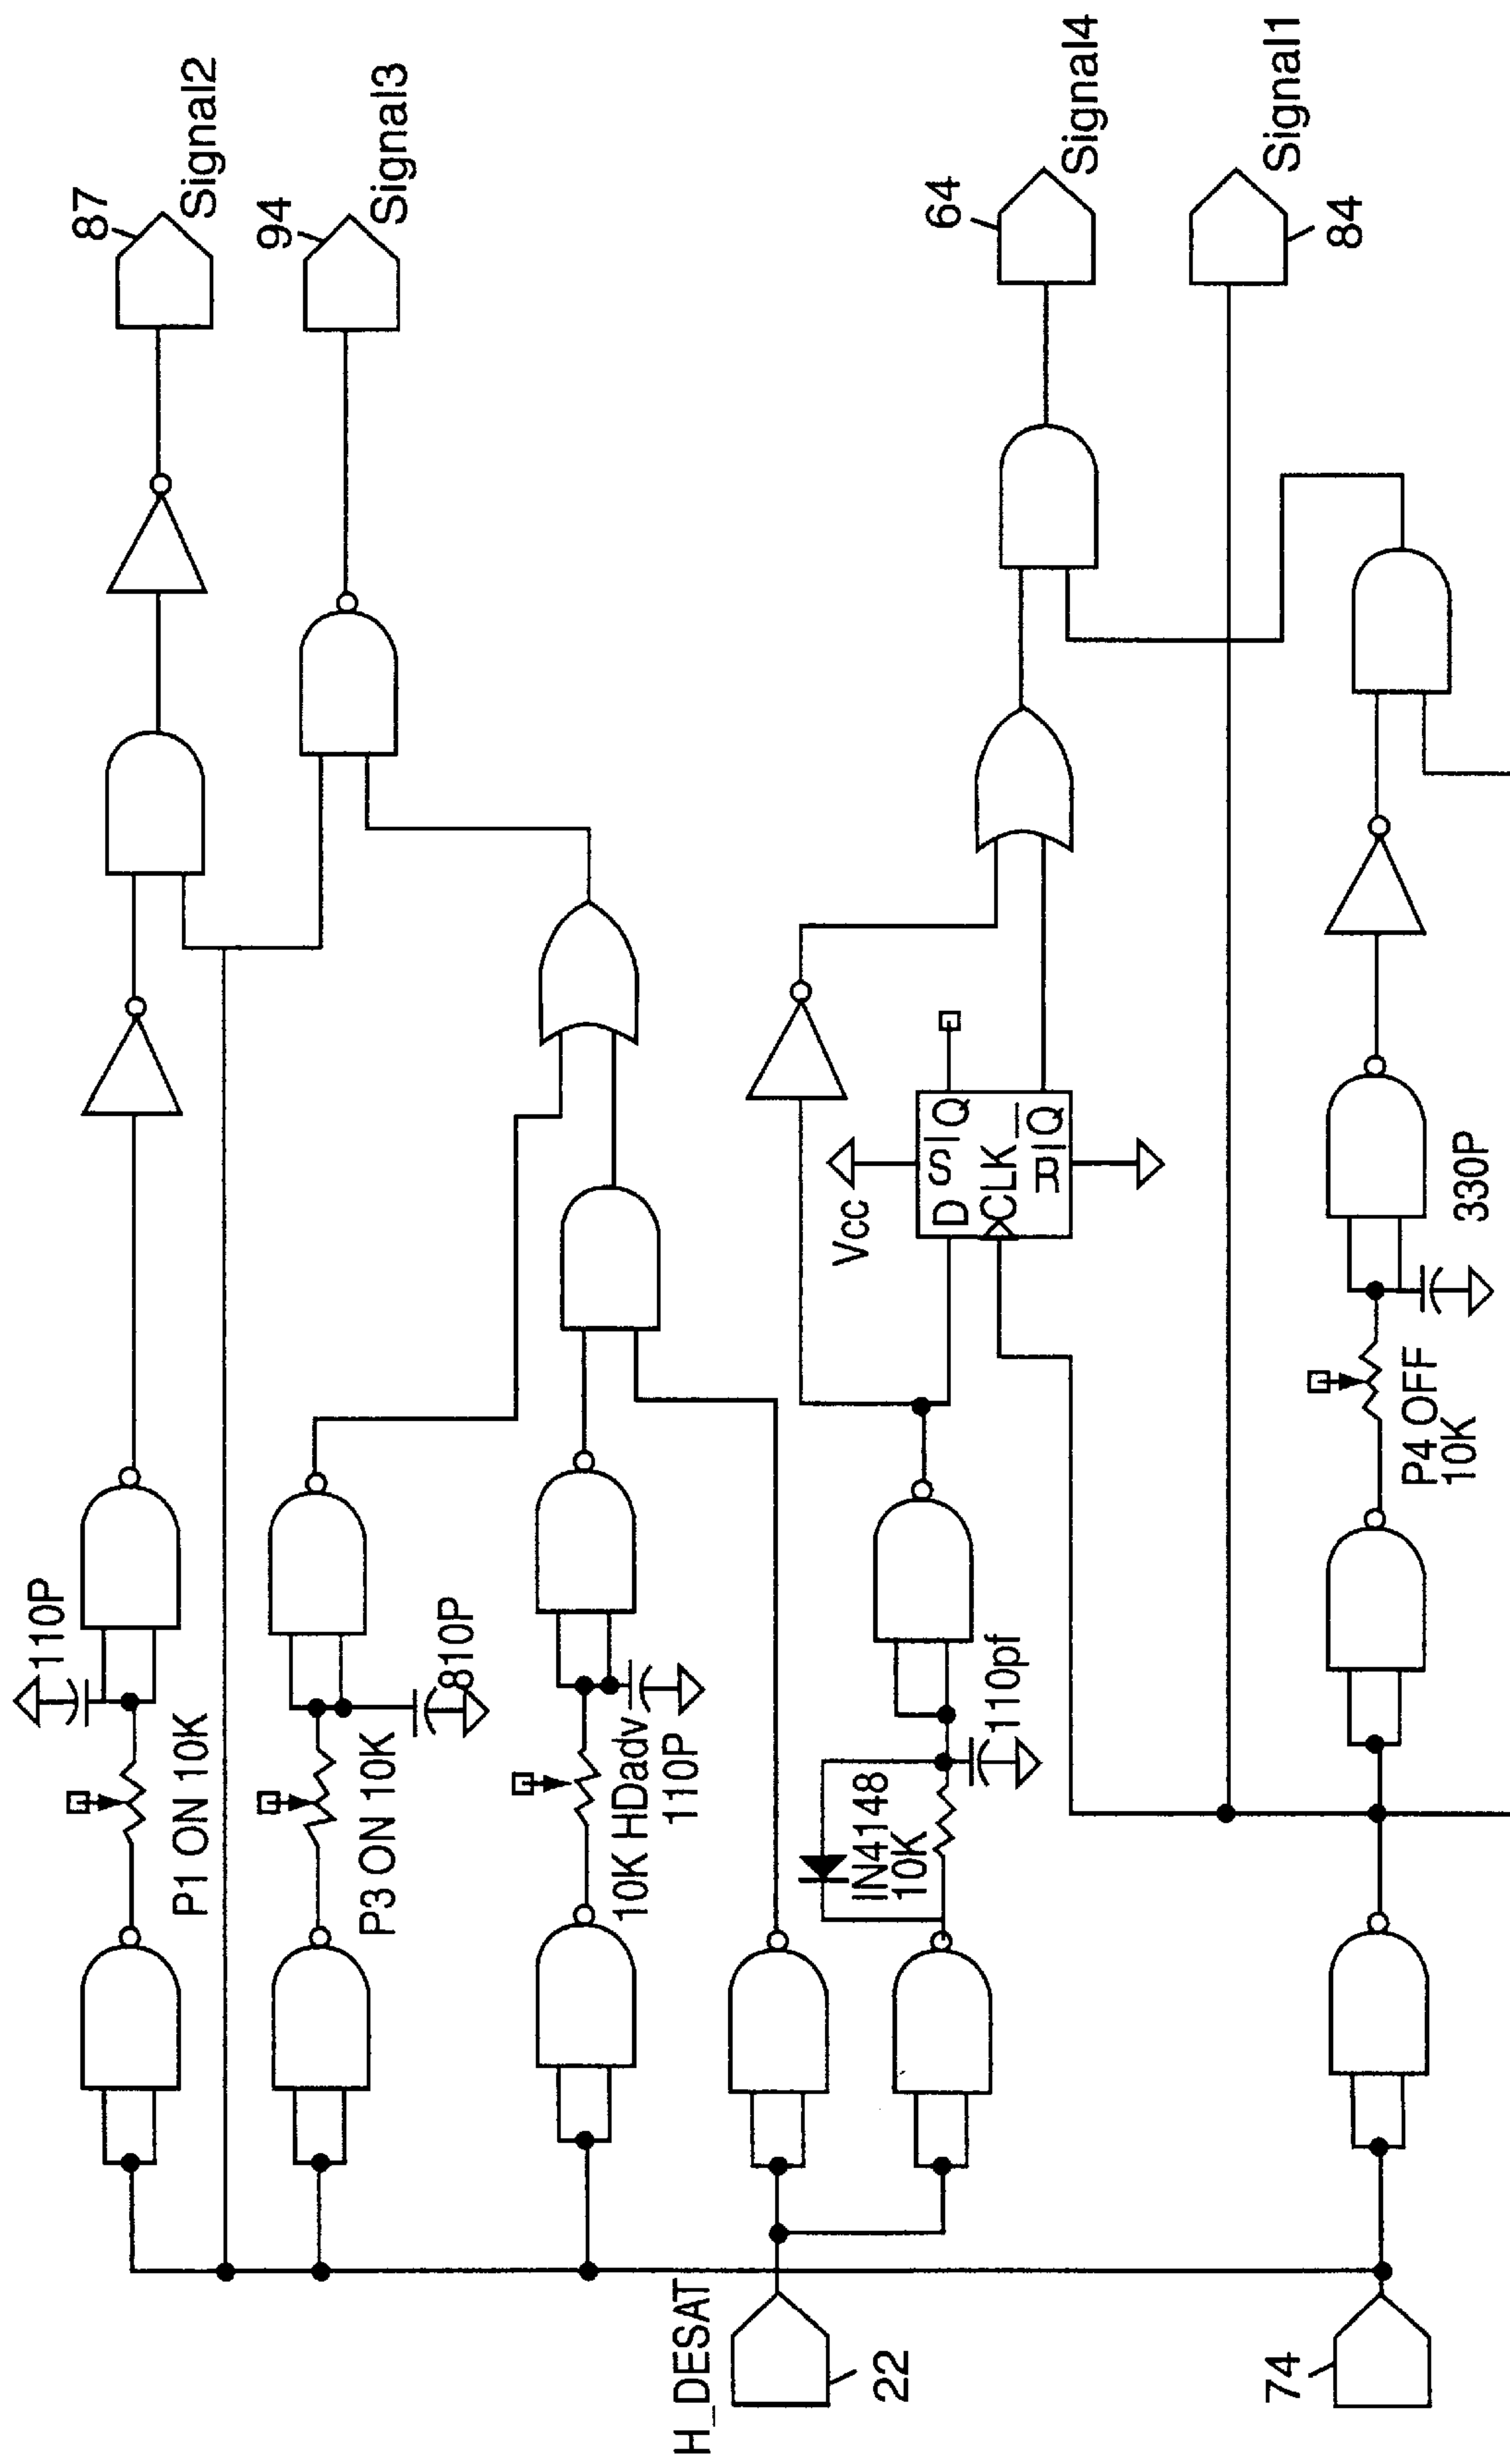 87
Signal2
94
Signal3
110P
P1 ON 10K
P3 ON 10K
810P
10K HDadv
110P
H_DESAT
22
IN4148
10K
110pf
Vcc
S Q
D
CLK
R Q
64
Signal4
Signal1
84
P4 OFF
10K
330P
74